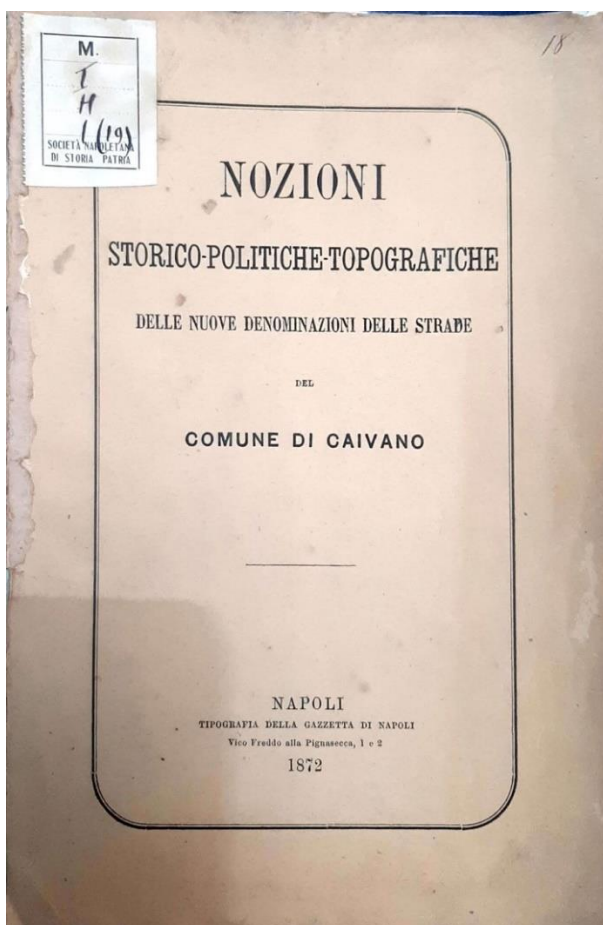 M.
I
H
L(19)
SOCIETÀ NAPOLETANA
DI STORIA PATRIA
18
NOZIONI
STORICO-POLITICHE-TOPOGRAFICHE
DELLE NUOVE DENOMINAZIONI DELLE STRADE
DEL
COMUNE DI CAIVANO
NAPOLI
TIPOGRAFIA DELLA GAZZETTA DI NAPOLI
Vico Freddo alla Pignasecca, 1 e 2
1872